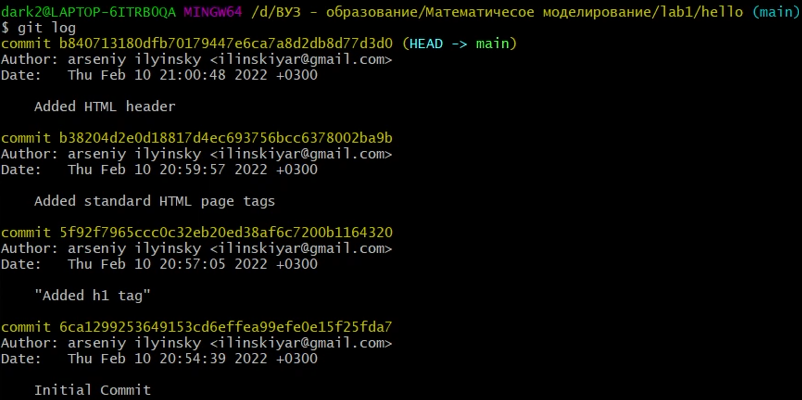 dark2@LAPTOP-6ITRBOQA MINGW64 /d/ВУЗ - образование/Математичесое моделирование/lab1/hello (main)
$ git log
commit b840713180dfb70179447e6ca7a8d2db8d77d3d0 (HEAD -> main)
Author: arseniy ilyinsky <ilinskiyar@gmail.com>
Date:   Thu Feb 10 21:00:48 2022 +0300
    Added HTML header
commit b38204d2e0d18817d4ec693756bcc6378002ba9b
Author: arseniy ilyinsky <ilinskiyar@gmail.com>
Date:   Thu Feb 10 20:59:57 2022 +0300
    Added standard HTML page tags
commit 5f92f7965ccc0c32eb20ed38af6c7200b1164320
Author: arseniy ilyinsky <ilinskiyar@gmail.com>
Date:   Thu Feb 10 20:57:05 2022 +0300
    "Added h1 tag"
commit 6ca1299253649153cd6effea99efe0e15f25fda7
Author: arseniy ilyinsky <ilinskiyar@gmail.com>
Date:   Thu Feb 10 20:54:39 2022 +0300
    Initial Commit